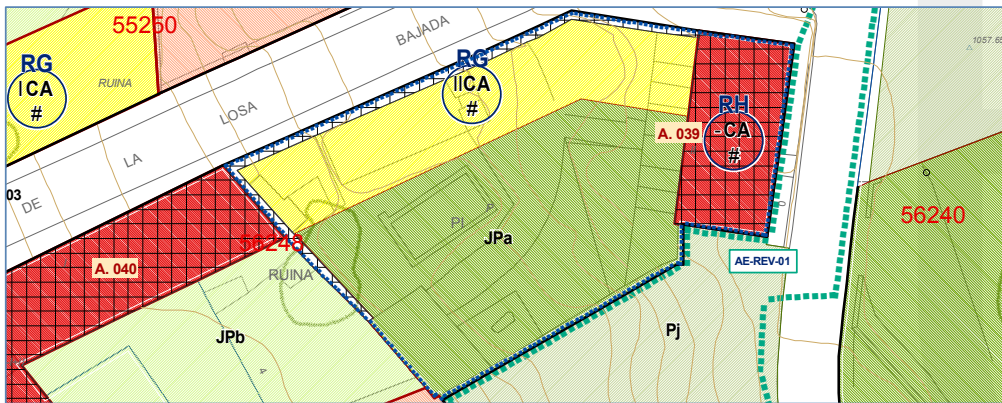 55250
1057.65
BAJADA
RG
I CA
#
RUINA
RG
IICA
#
LOSA
RH
- CA
#
A. 039
LA
03
DE
PI
P
JPa
56240
56248
A. 040
RUINA
AE-REV-01
JPb
Pj
A